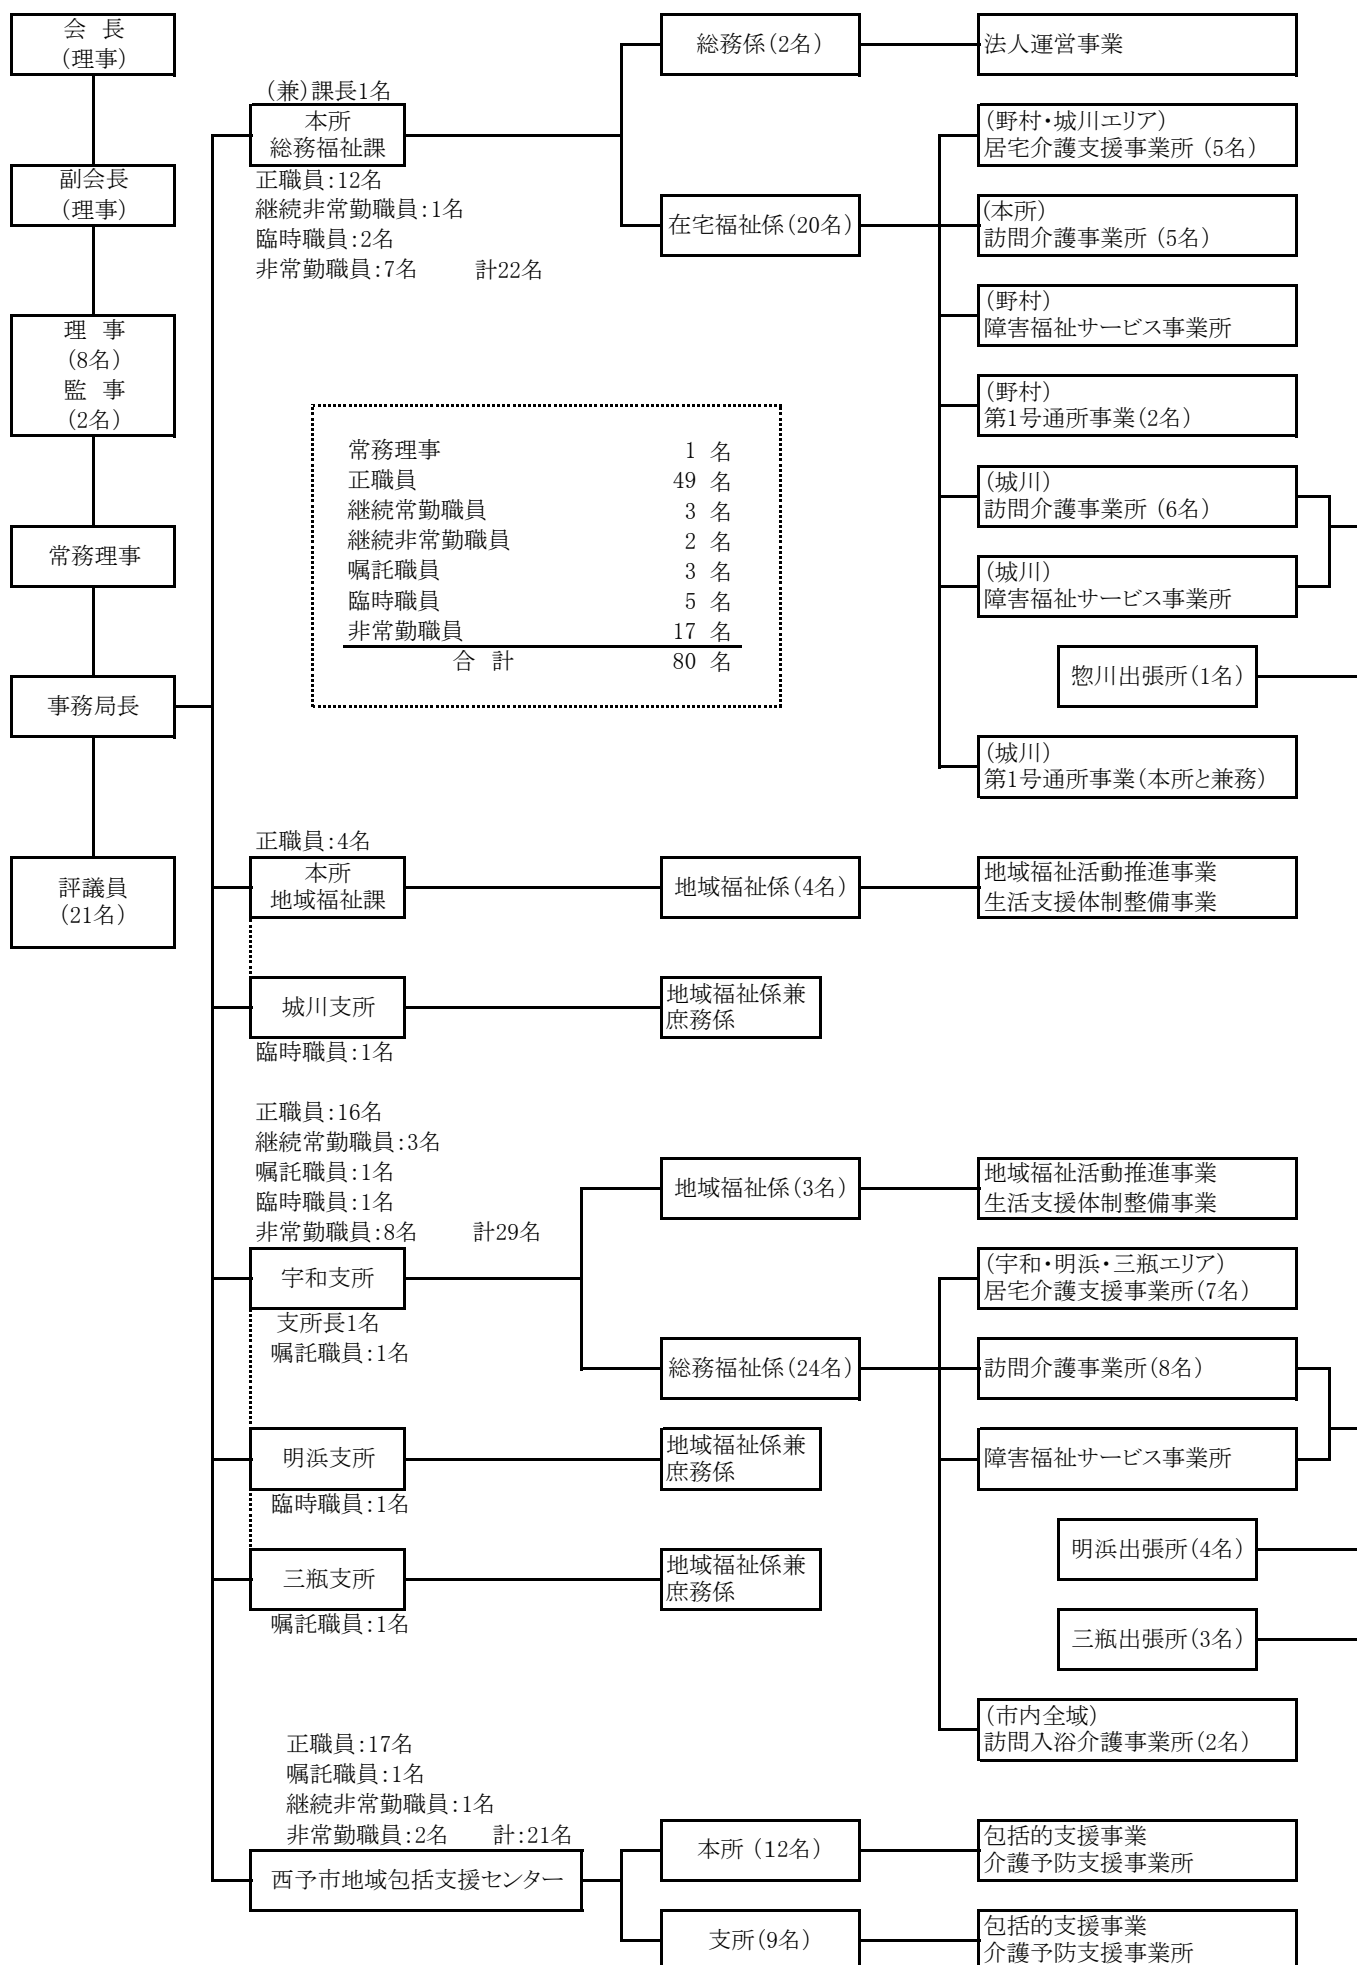 会 長
(理事)
副会長
(理事)
理 事
(8名)
監 事
(2名)
常務理事
事務局長
評議員
(21名)
(兼)課長1名
本所
総務福祉課
正職員:12名
継続非常勤職員:1名
臨時職員:2名
非常勤職員:7名 計22名
総務係(2名)
法人運営事業
在宅福祉係(20名)
(野村・城川エリア)
居宅介護支援事業所 (5名)
(本所)
訪問介護事業所 (5名)
(野村)
障害福祉サービス事業所
(野村)
第1号通所事業(2名)
(城川)
訪問介護事業所 (6名)
(城川)
障害福祉サービス事業所
惣川出張所(1名)
(城川)
第1号通所事業(本所と兼務)
常務理事 1 名
正職員 49 名
継続常勤職員 3 名
継続非常勤職員 2 名
嘱託職員 3 名
臨時職員 5 名
非常勤職員 17 名
合 計 80 名
正職員:4名
本所
地域福祉課
地域福祉係(4名)
地域福祉活動推進事業
生活支援体制整備事業
城川支所
臨時職員:1名
地域福祉係兼
庶務係
正職員:16名
継続常勤職員:3名
嘱託職員:1名
臨時職員:1名
非常勤職員:8名 計29名
宇和支所
支所長1名
嘱託職員:1名
地域福祉係(3名)
地域福祉活動推進事業
生活支援体制整備事業
総務福祉係(24名)
(宇和・明浜・三瓶エリア)
居宅介護支援事業所(7名)
訪問介護事業所(8名)
障害福祉サービス事業所
明浜出張所(4名)
三瓶出張所(3名)
(市内全域)
訪問入浴介護事業所(2名)
明浜支所
臨時職員:1名
地域福祉係兼
庶務係
三瓶支所
嘱託職員:1名
地域福祉係兼
庶務係
正職員:17名
嘱託職員:1名
継続非常勤職員:1名
非常勤職員:2名 計:21名
西予市地域包括支援センター
本所 (12名)
包括的支援事業
介護予防支援事業所
支所(9名)
包括的支援事業
介護予防支援事業所